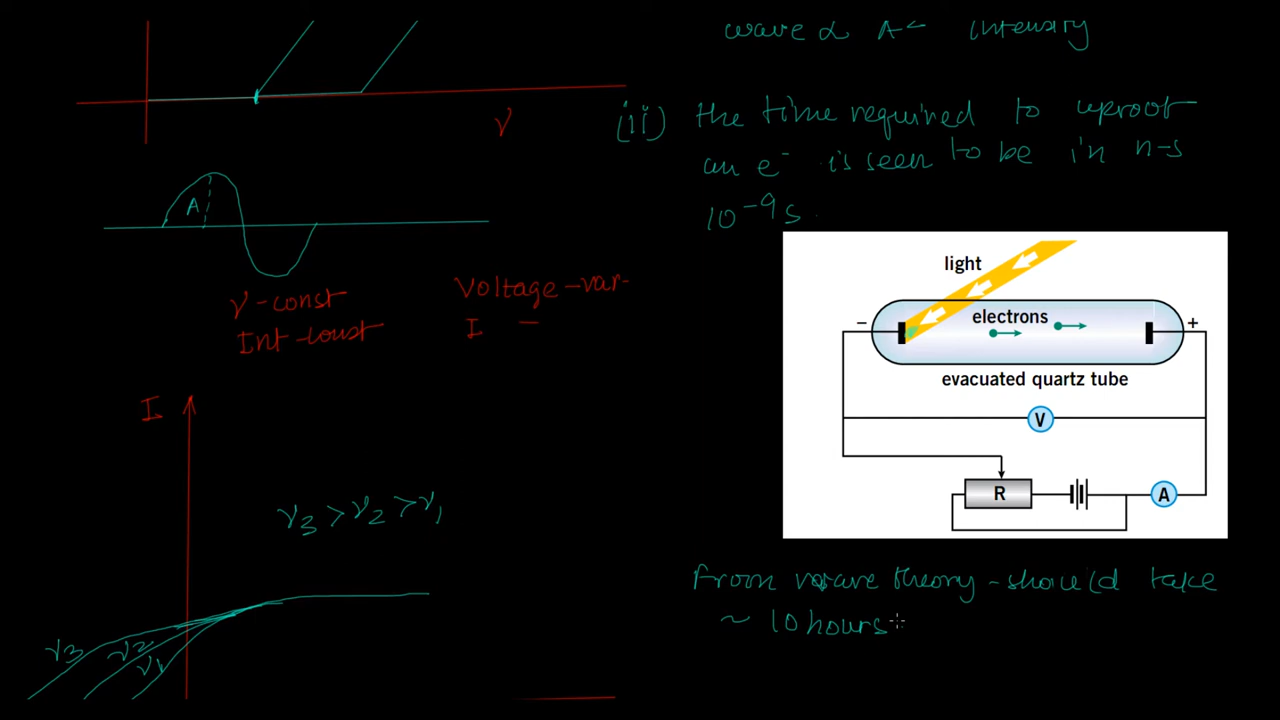 wave α A² intensity
ν
(ii) the time required to uproot
an e⁻ is seen to be in n-s
10⁻⁹s.
A
ν-const
Int-const
Voltage-var-
I —
light
−
electrons
+
evacuated quartz tube
V
R
A
I
ν₃ > ν₂ > ν₁
ν₃
ν₂
ν₁
From wave theory - should take
~ 10 hours